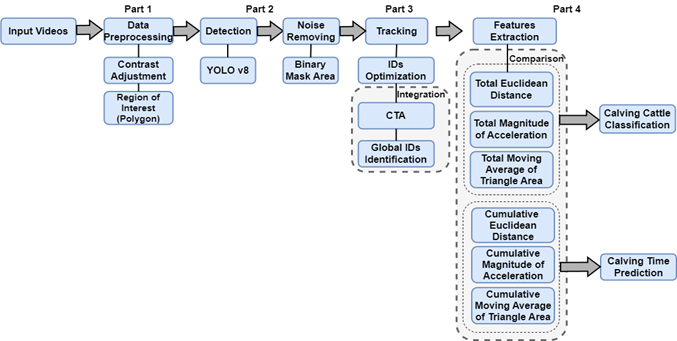 Part 1
Part 2
Part 3
Part 4
Input Videos
Data
Preprocessing
Detection
Noise
Removing
Tracking
Features
Extraction
Contrast
Adjustment
YOLO v8
Binary
Mask Area
IDs
Optimization
Comparison
Region of
Interest
(Polygon)
Integration
CTA
Global IDs
Identification
Total Euclidean
Distance
Total Magnitude
of Acceleration
Total Moving
Average of
Triangle Area
Calving Cattle
Classification
Cumulative
Euclidean
Distance
Cumulative
Magnitude of
Acceleration
Cumulative
Moving Average
of Triangle Area
Calving Time
Prediction